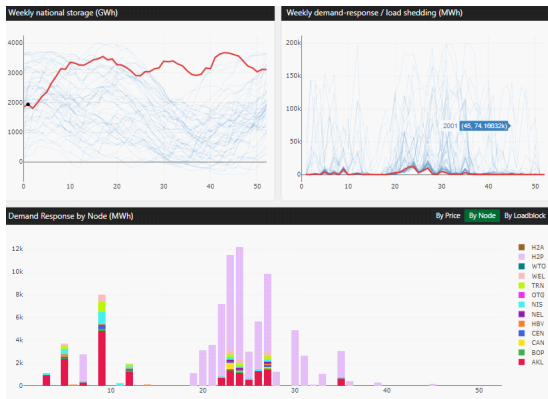 Weekly national storage (GWh)
4000
3000
2000
1000
0
0 10 20 30 40 50
Weekly demand-response / load shedding (MWh)
200k
150k
100k
50k
0
0 10 20 30 40 50
2001 (45, 74.10032k)
Demand Response by Node (MWh)
By Price By Node By Loadblock
12k
10k
8k
6k
4k
2k
0
10 20 30 40 50
H2A
H2P
WTO
WEL
TRN
OTG
NIS
NEL
HBY
CEN
CAN
BOP
AKL